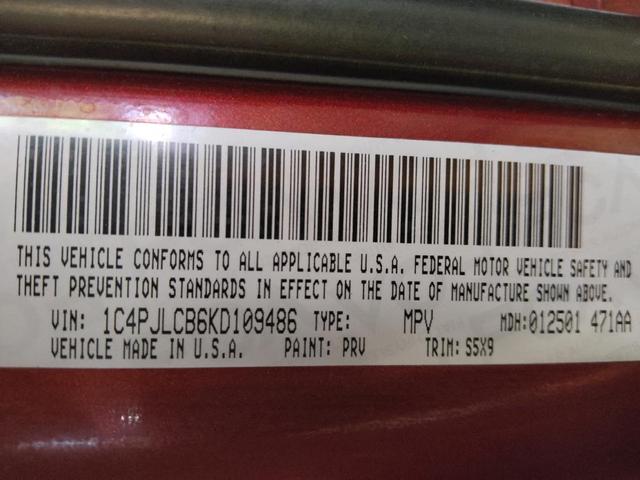 THIS VEHICLE CONFORMS TO ALL APPLICABLE U.S.A. FEDERAL MOTOR VEHICLE SAFETY AND
THEFT PREVENTION STANDARDS IN EFFECT ON THE DATE OF MANUFACTURE SHOWN ABOVE.
VIN: 1C4PJLCB6KD109486 TYPE: MPV MDH:012501 471AA
VEHICLE MADE IN U.S.A. PAINT: PRV TRIM: S5X9